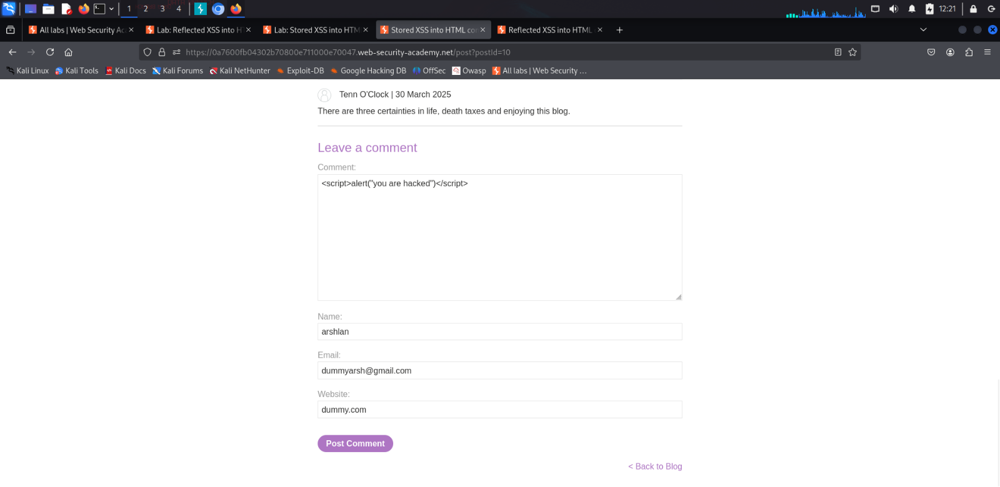 1 2 3 4 12:21
All labs | Web Security Ac
Lab: Reflected XSS into H
Lab: Stored XSS into HTM
Stored XSS into HTML con
Reflected XSS into HTML
https://0a7600fb04302b70800e711000e70047.web-security-academy.net/post?postId=10
Kali Linux Kali Tools Kali Docs Kali Forums Kali NetHunter Exploit-DB Google Hacking DB OffSec Owasp All labs | Web Security ...
Tenn O'Clock | 30 March 2025
There are three certainties in life, death taxes and enjoying this blog.
Leave a comment
Comment:
<script>alert("you are hacked")</script>
Name:
arshlan
Email:
dummyarsh@gmail.com
Website:
dummy.com
Post Comment
< Back to Blog